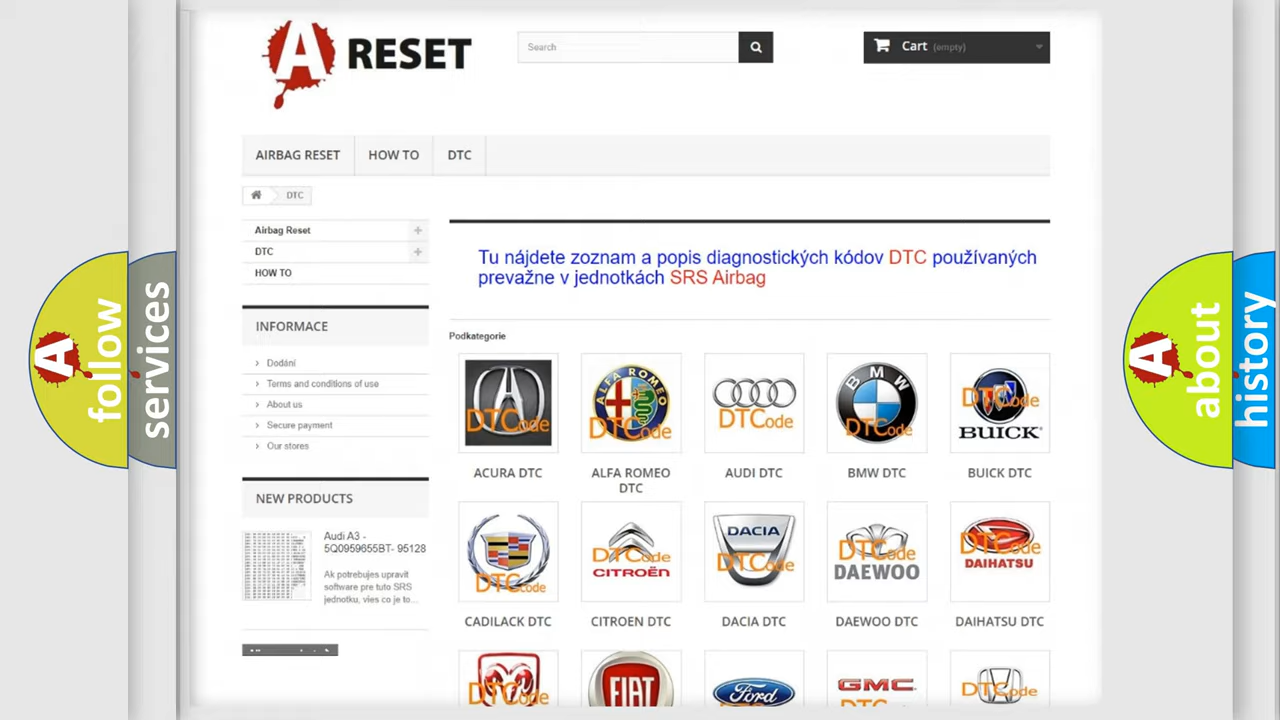 A RESET
Search
Cart (empty)
AIRBAG RESET
HOW TO
DTC
DTC
Airbag Reset
DTC
HOW TO
INFORMACE
Dodání
Terms and conditions of use
About us
Secure payment
Our stores
NEW PRODUCTS
Audi A3 -
5Q0959655BT- 95128
Ak potrebujes upravit
software pre tuto SRS
jednotku, vies co je to...
Tu nájdete zoznam a popis diagnostických kódov DTC používaných
prevažne v jednotkách SRS Airbag
Podkategorie
DTCode
ALFA ROMEO
DTCode
DTCode
BMW
DTCode
DTCode
BUICK
ACURA DTC
ALFA ROMEO
DTC
AUDI DTC
BMW DTC
BUICK DTC
DTCode
DTCode
CITROËN
DACIA
DTCode
DTCode
DAEWOO
DTCode
DAIHATSU
CADILACK DTC
CITROEN DTC
DACIA DTC
DAEWOO DTC
DAIHATSU DTC
DTCode
FIAT
Ford
GMC
DTCode
A
follow
services
A
about
history